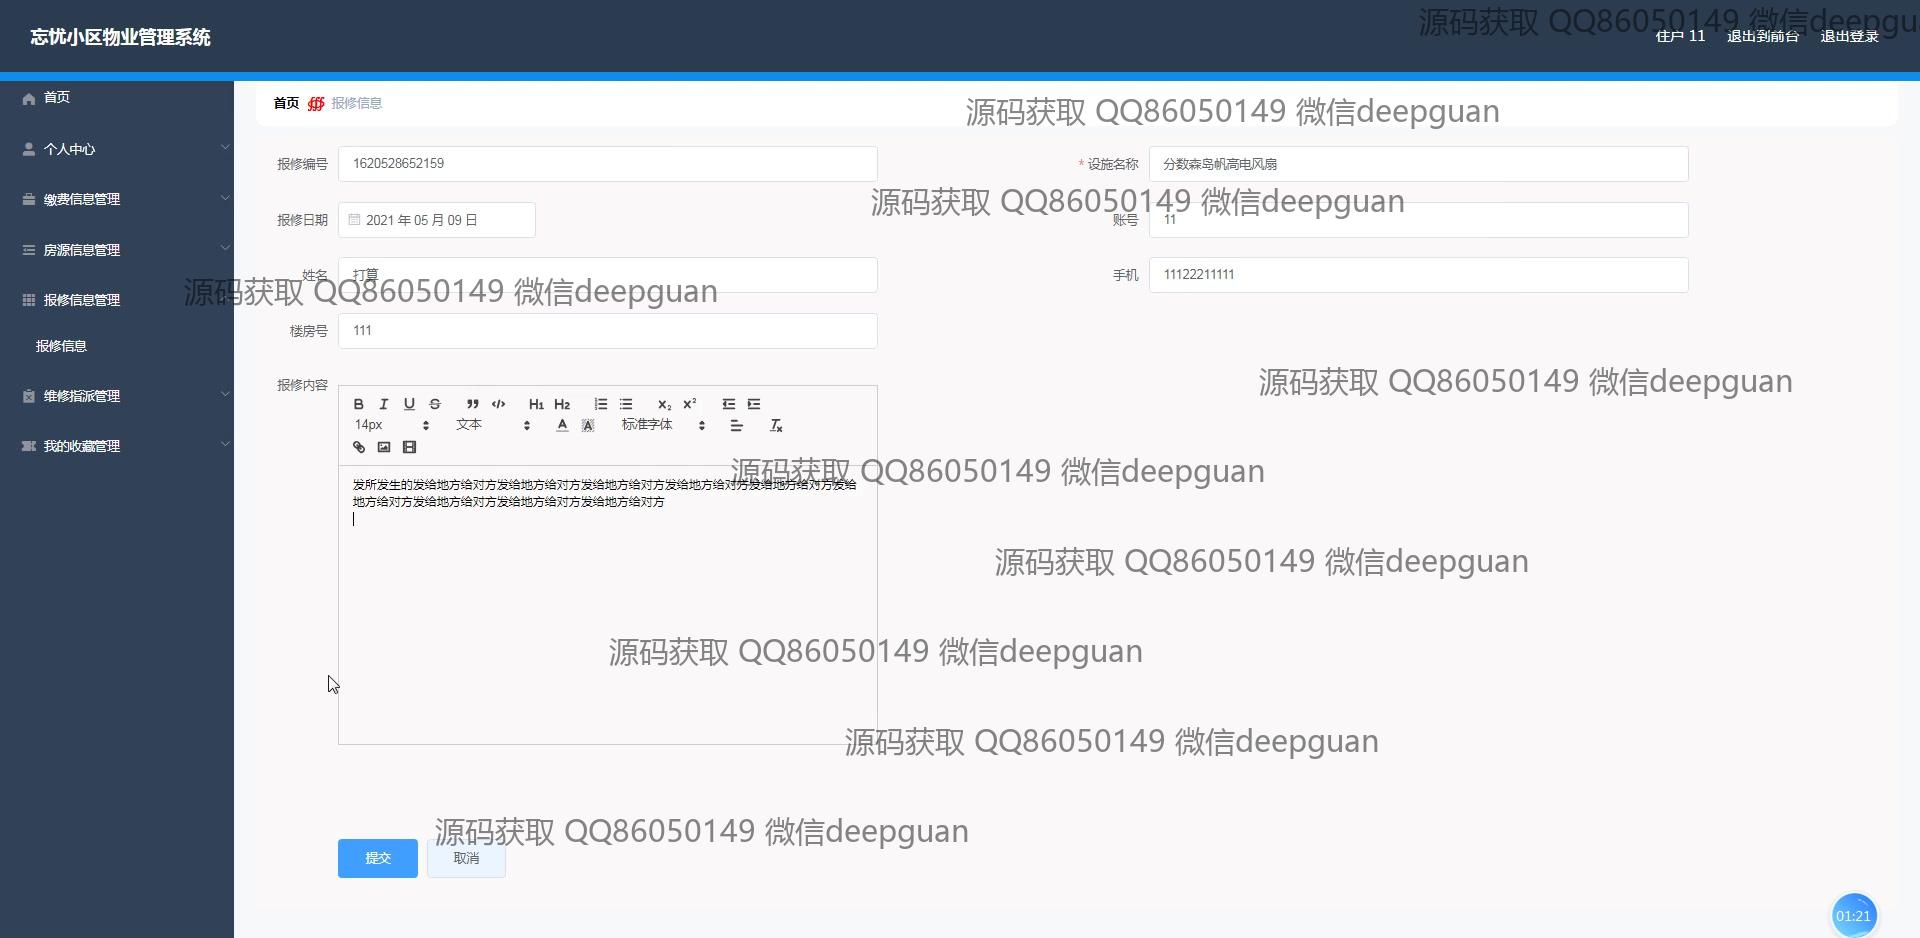 忘忧小区物业管理系统
源码获取 QQ86050149 微信deepgu
住户 11 退出到前台 退出登录
首页
首页 报修信息
源码获取 QQ86050149 微信deepguan
个人中心
报修编号 1620528652159
* 设施名称
缴费信息管理
源码获取 QQ86050149 微信deepguan
报修日期 2021 年 05 月 09 日
账号 11
房源信息管理
姓名 打算
手机 11122211111
源码获取 QQ86050149 微信deepguan
报修信息管理
楼房号 111
报修信息
报修内容
源码获取 QQ86050149 微信deepguan
维修指派管理
B I U S H1 H2 X2 X2
14px 文本 A A 标准字体 Tx
我的收藏管理
源码获取 QQ86050149 微信deepguan
发所发生的发给地方给对方发给地方给对方发给地方给对方发给地方给对方发给地方给对方发给
地方给对方发给地方给对方发给地方给对方发给地方给对方
源码获取 QQ86050149 微信deepguan
源码获取 QQ86050149 微信deepguan
源码获取 QQ86050149 微信deepguan
源码获取 QQ86050149 微信deepguan
提交 取消
01:21